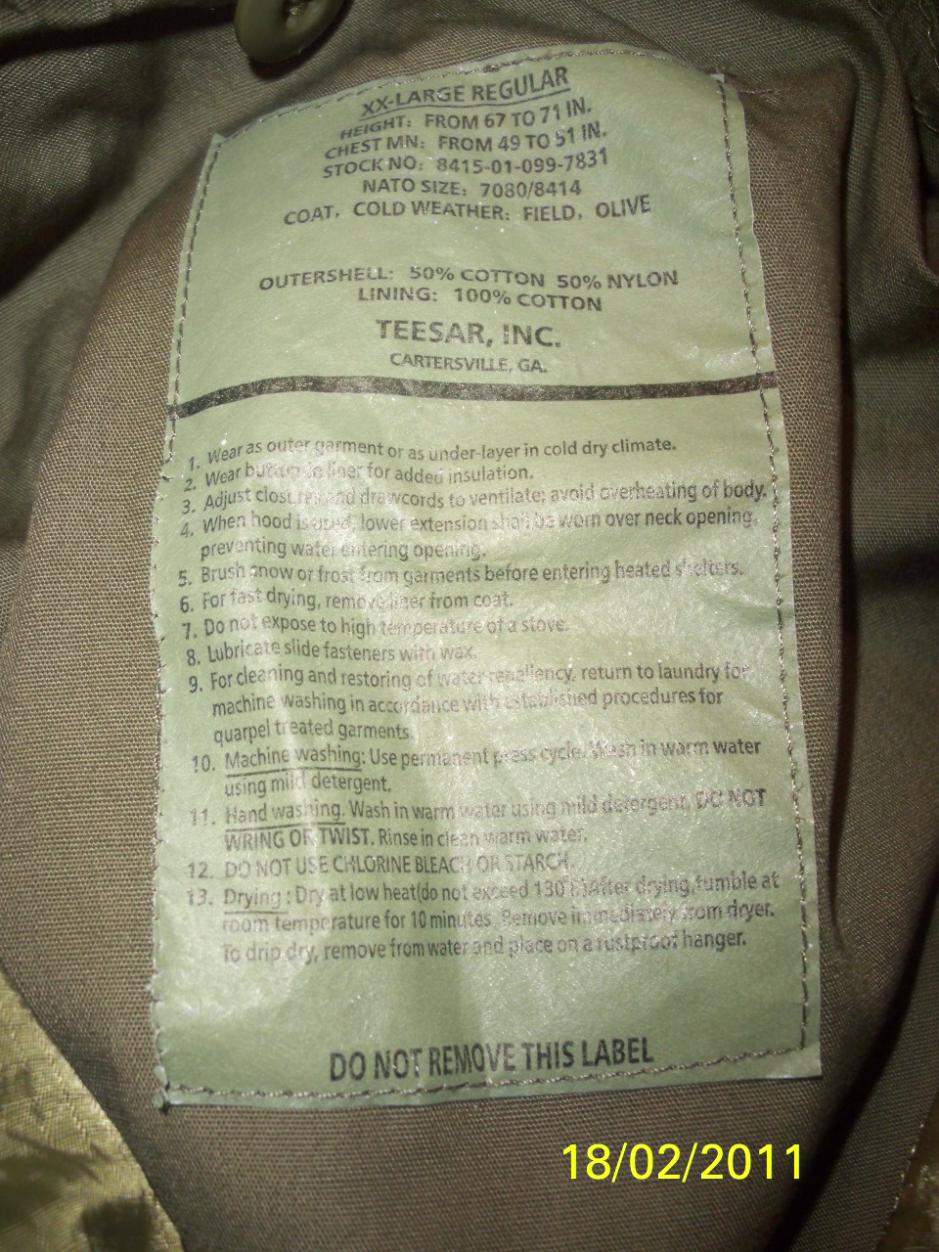 XX-LARGE REGULAR
HEIGHT: FROM 67 TO 71 IN.
CHEST MN: FROM 49 TO 51 IN.
STOCK NO: 8415-01-099-7831
NATO SIZE: 7080/8414
COAT, COLD WEATHER: FIELD, OLIVE
OUTERSHELL: 50% COTTON 50% NYLON
LINING: 100% COTTON
TEESAR, INC.
CARTERSVILLE, GA.
1. Wear as outer garment or as under-layer in cold dry climate.
2. Wear button in liner for added insulation.
3. Adjust closures and drawcords to ventilate; avoid overheating of body.
4. When hood is used, lower extension shall be worn over neck opening,
preventing water entering opening.
5. Brush snow or frost from garments before entering heated shelters.
6. For fast drying, remove liner from coat.
7. Do not expose to high temperature of a stove.
8. Lubricate slide fasteners with wax.
9. For cleaning and restoring of water repallency, return to laundry for
machine washing in accordance with established procedures for
quarpel treated garments.
10. Machine washing: Use permanent press cycle. Wash in warm water
using mild detergent.
11. Hand washing. Wash in warm water using mild detergent. DO NOT
WRING OR TWIST. Rinse in clean warm water.
12. DO NOT USE CHLORINE BLEACH OR STARCH.
13. Drying : Dry at low heat(do not exceed 130°F)After drying,tumble at
room temperature for 10 minutes. Remove immediately from dryer.
To drip dry, remove from water and place on a rustproof hanger.
DO NOT REMOVE THIS LABEL
18/02/2011